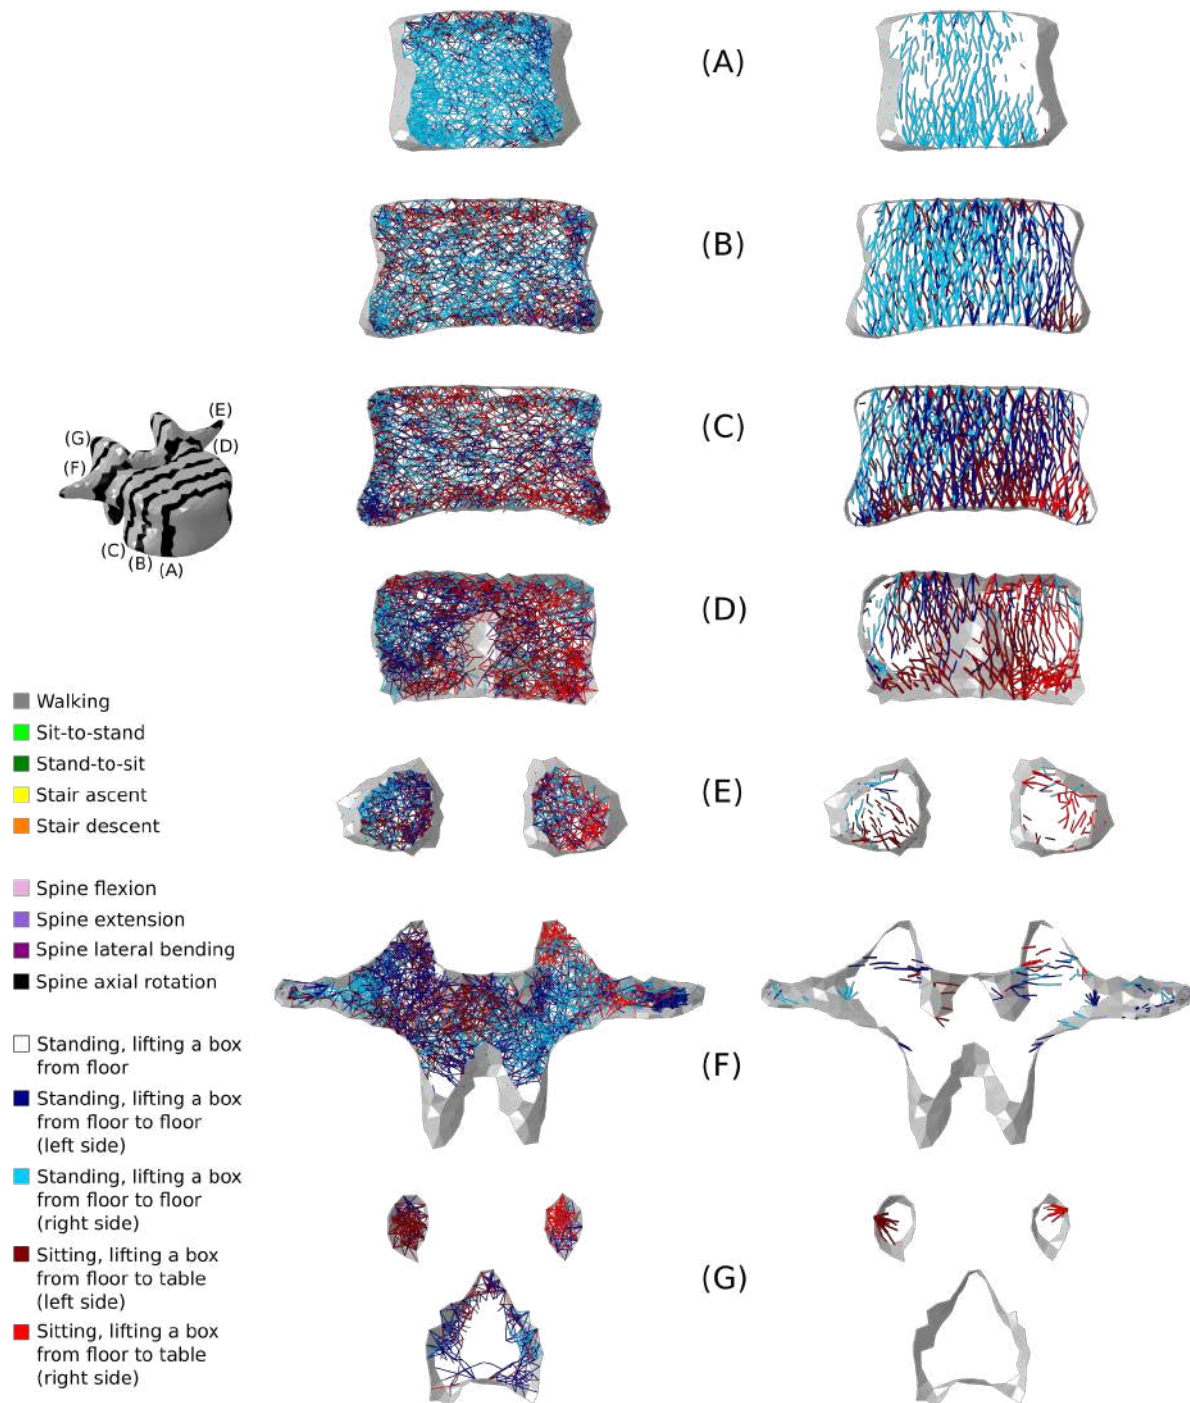 (A)
(B)
(C)
(D)
(E)
(F)
(G)
(E)
(G)
(D)
(F)
(C)
(B)
(A)
Walking
Sit-to-stand
Stand-to-sit
Stair ascent
Stair descent
Spine flexion
Spine extension
Spine lateral bending
Spine axial rotation
Standing, lifting a box
from floor
Standing, lifting a box
from floor to floor
(left side)
Standing, lifting a box
from floor to floor
(right side)
Sitting, lifting a box
from floor to table
(left side)
Sitting, lifting a box
from floor to table
(right side)